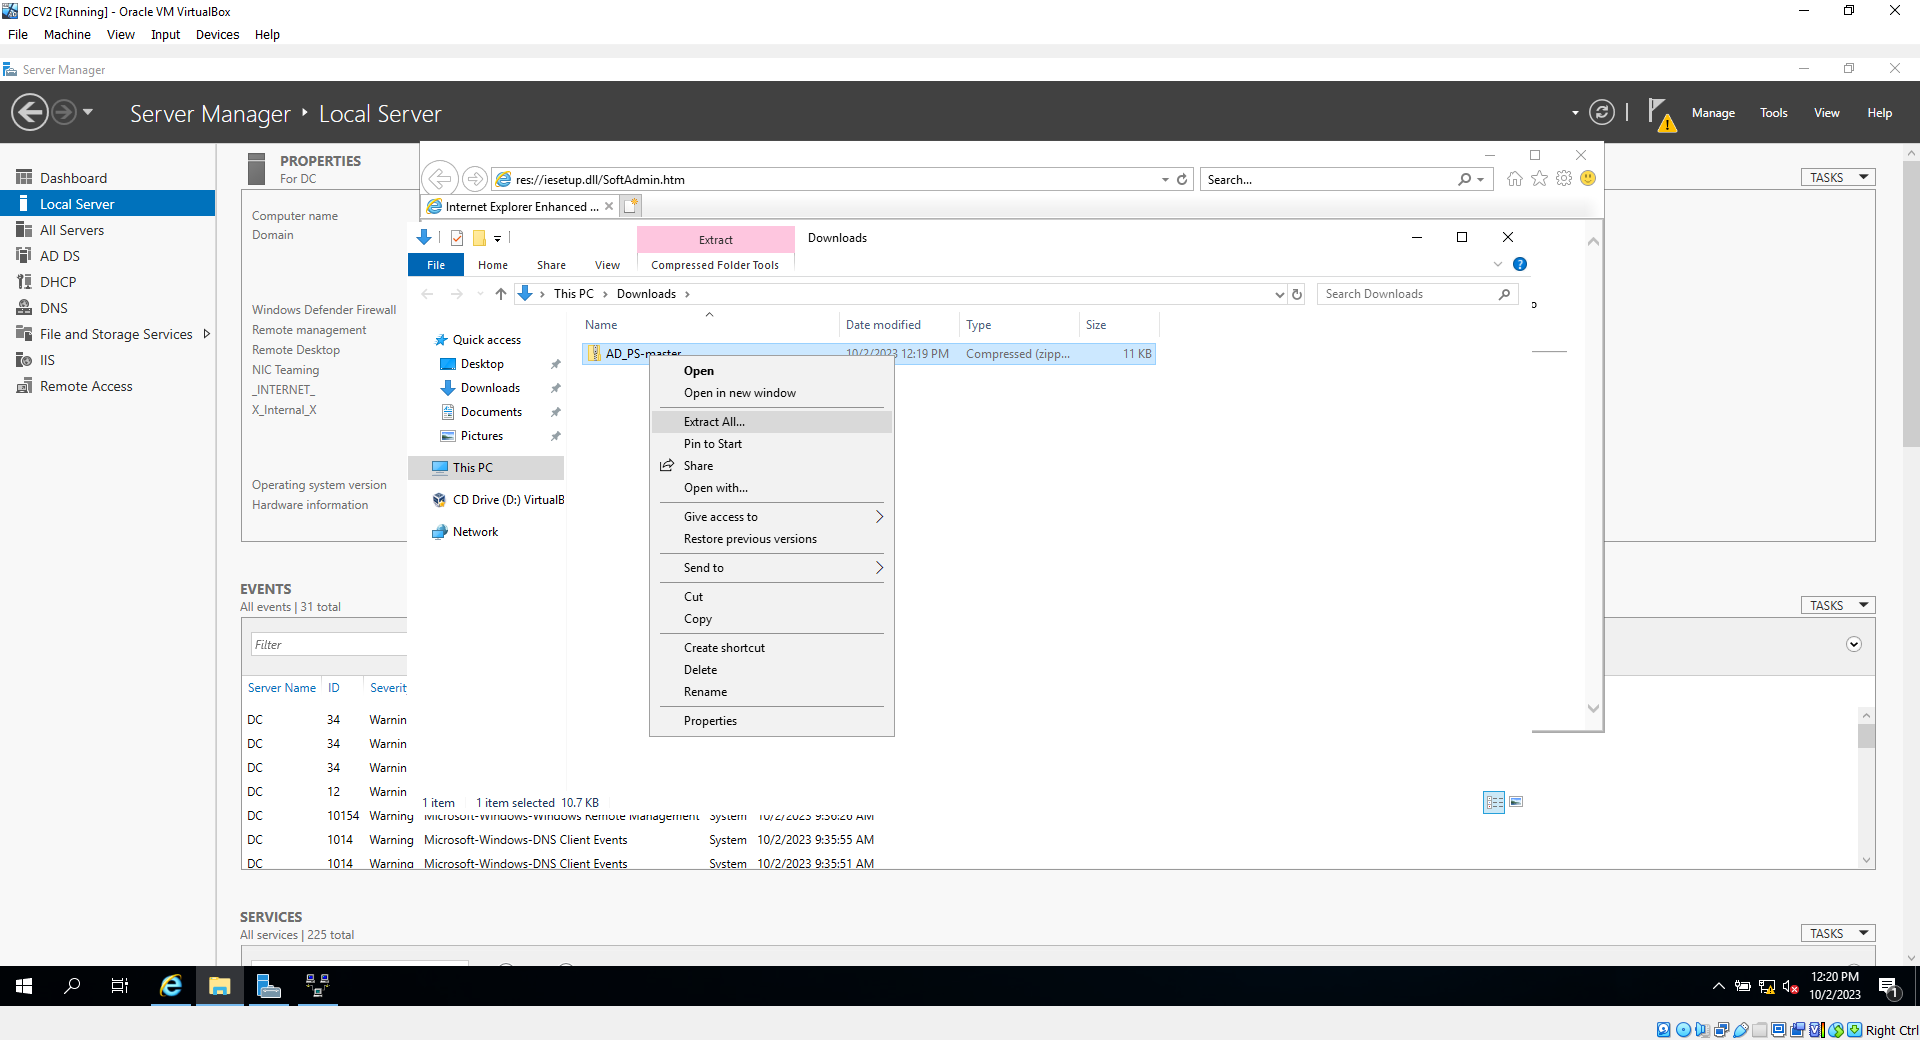 DCV2 [Running] - Oracle VM VirtualBox
File Machine View Input Devices Help
Server Manager
Server Manager ‣ Local Server
Manage Tools View Help
Dashboard
Local Server
All Servers
AD DS
DHCP
DNS
File and Storage Services
IIS
Remote Access
PROPERTIES
For DC
TASKS
Computer name
Domain
Windows Defender Firewall
Remote management
Remote Desktop
NIC Teaming
_INTERNET_
X_Internal_X
Operating system version
Hardware information
res://iesetup.dll/SoftAdmin.htm
Search...
Internet Explorer Enhanced ...
Extract
Downloads
File Home Share View Compressed Folder Tools
This PC > Downloads >
Search Downloads
Name Date modified Type Size
AD_PS-master 10/2/2023 12:19 PM Compressed (zipp... 11 KB
Quick access
Desktop
Downloads
Documents
Pictures
This PC
CD Drive (D:) VirtualB
Network
Open
Open in new window
Extract All...
Pin to Start
Share
Open with...
Give access to
Restore previous versions
Send to
Cut
Copy
Create shortcut
Delete
Rename
Properties
1 item 1 item selected 10.7 KB
EVENTS
All events | 31 total
TASKS
Filter
Server Name ID Severity
DC 34 Warnin
DC 34 Warnin
DC 34 Warnin
DC 12 Warnin
DC 10154 Warning Microsoft-Windows-Windows Remote Management System 10/2/2023 9:36:26 AM
DC 1014 Warning Microsoft-Windows-DNS Client Events System 10/2/2023 9:35:55 AM
DC 1014 Warning Microsoft-Windows-DNS Client Events System 10/2/2023 9:35:51 AM
SERVICES
All services | 225 total
TASKS
12:20 PM
10/2/2023
1
Right Ctrl